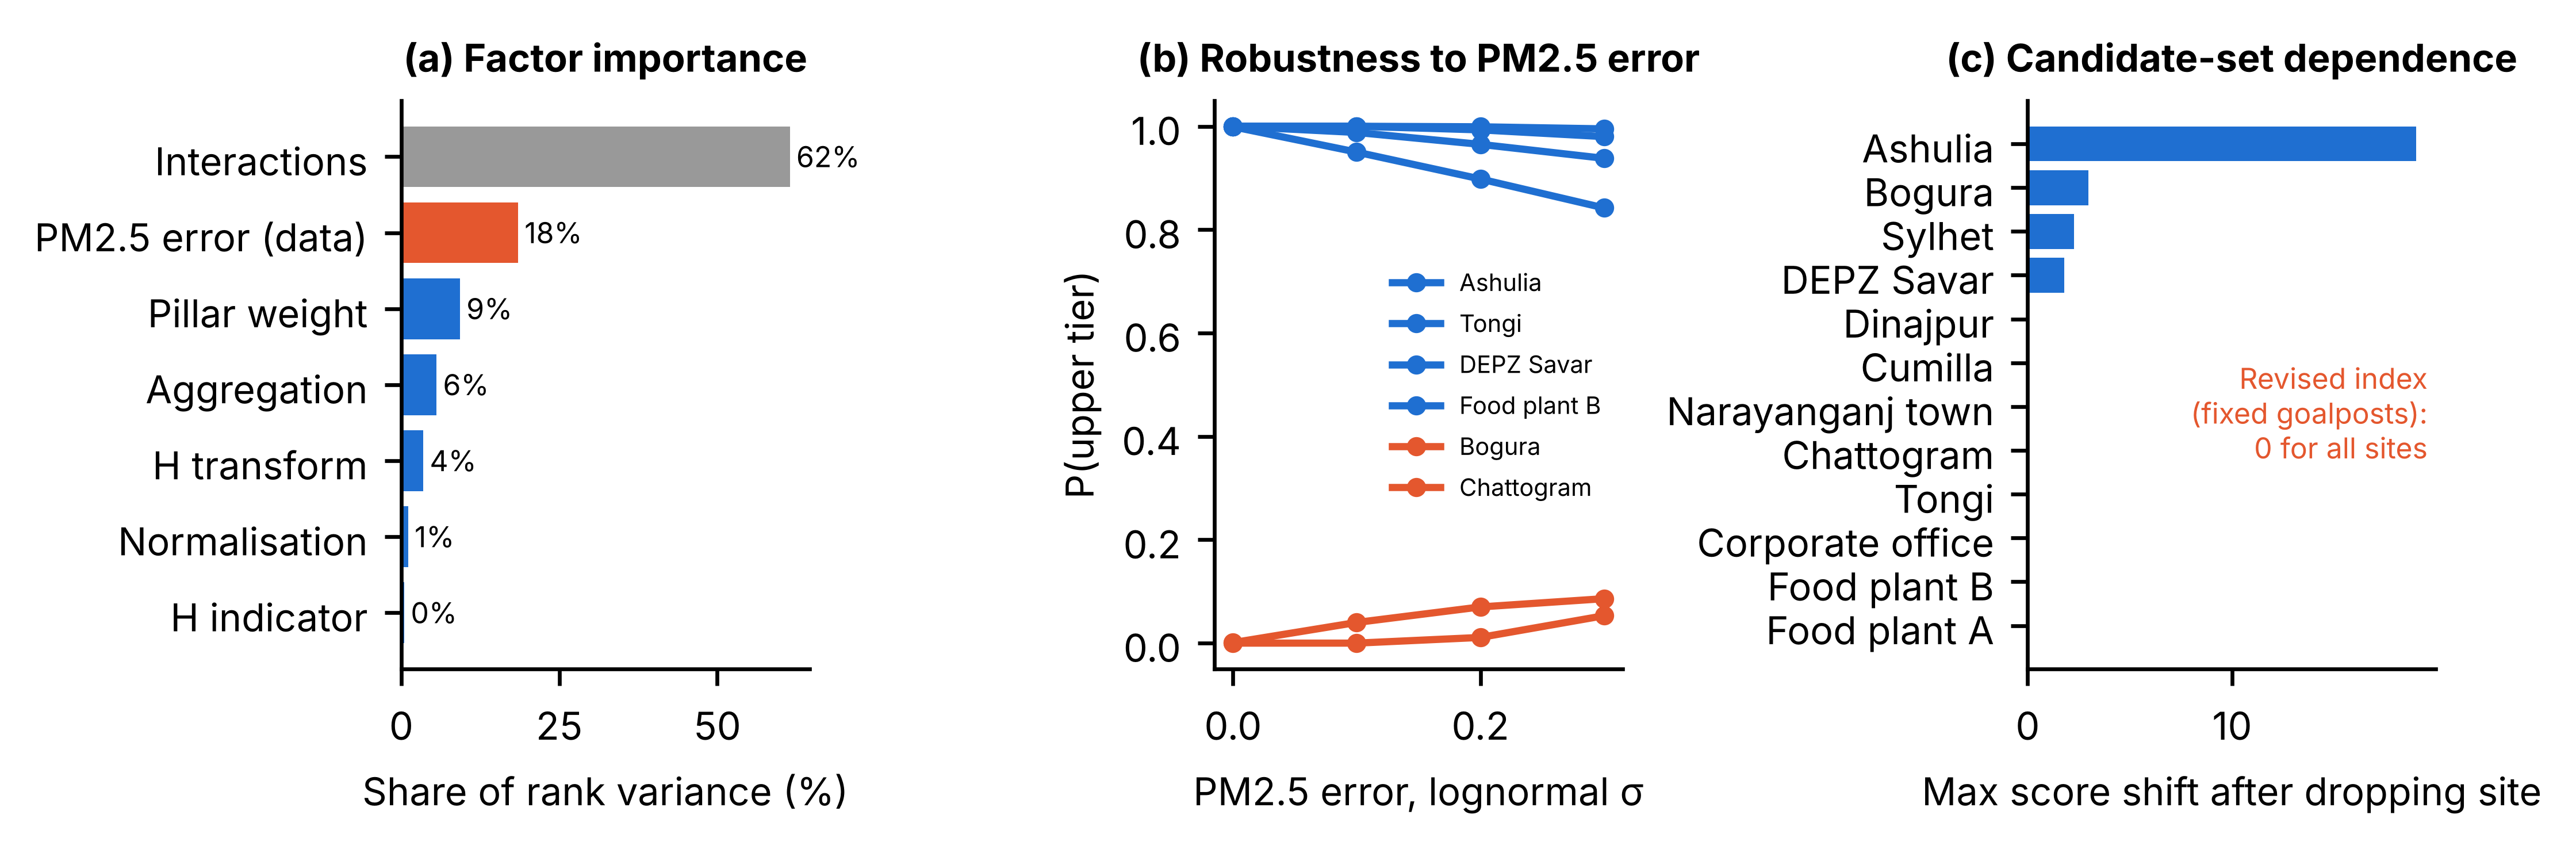 (a) Factor importance
Interactions
62%
PM2.5 error (data)
18%
Pillar weight
9%
Aggregation
6%
H transform
4%
Normalisation
1%
H indicator
0%
0
25
50
Share of rank variance (%)
(b) Robustness to PM2.5 error
P(upper tier)
1.0
0.8
0.6
0.4
0.2
0.0
Ashulia
Tongi
DEPZ Savar
Food plant B
Bogura
Chattogram
0.0
0.2
PM2.5 error, lognormal σ
(c) Candidate-set dependence
Ashulia
Bogura
Sylhet
DEPZ Savar
Dinajpur
Cumilla
Narayanganj town
Chattogram
Tongi
Corporate office
Food plant B
Food plant A
Revised index
(fixed goalposts):
0 for all sites
0
10
Max score shift after dropping site